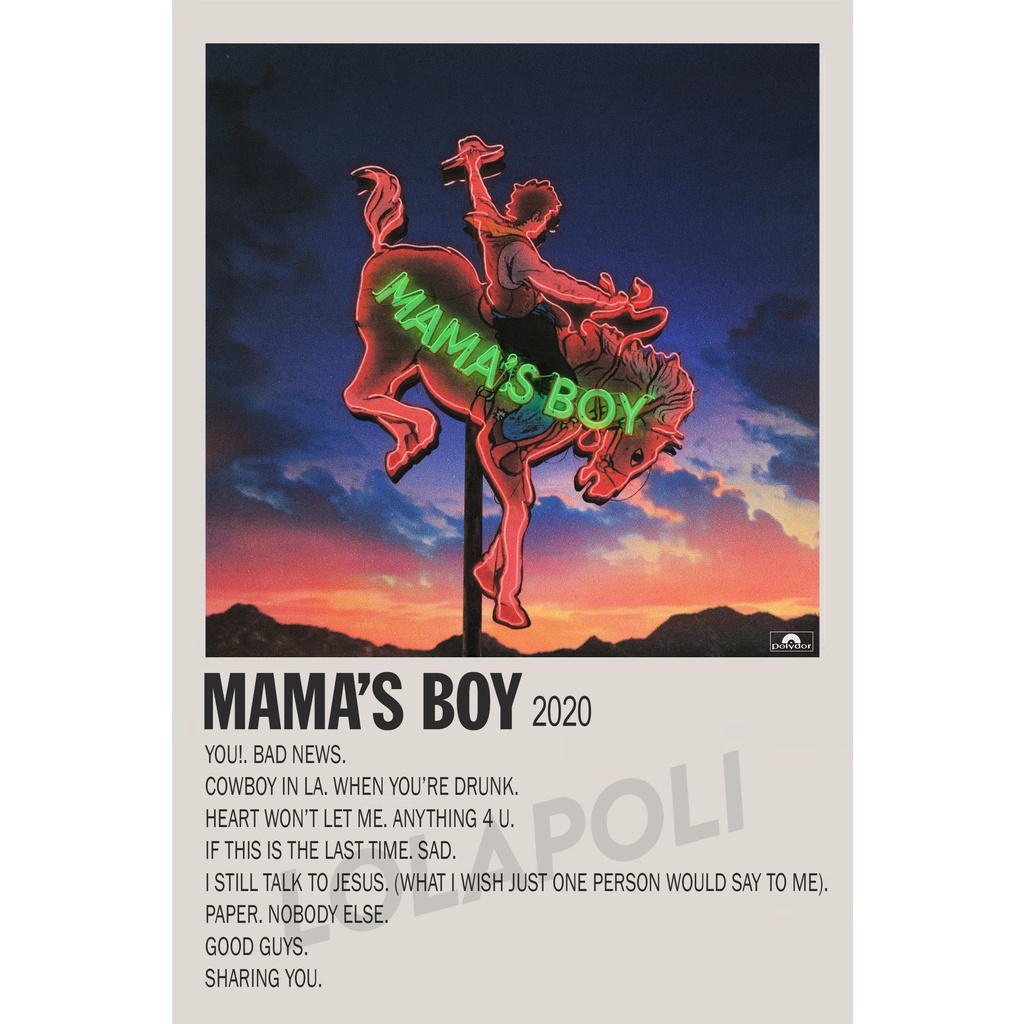 MAMA'S BOY
polydor
MAMA'S BOY 2020
YOU!. BAD NEWS.
COWBOY IN LA. WHEN YOU'RE DRUNK.
HEART WON'T LET ME. ANYTHING 4 U.
IF THIS IS THE LAST TIME. SAD.
I STILL TALK TO JESUS. (WHAT I WISH JUST ONE PERSON WOULD SAY TO ME).
PAPER. NOBODY ELSE.
GOOD GUYS.
SHARING YOU.
LOLAPOLI